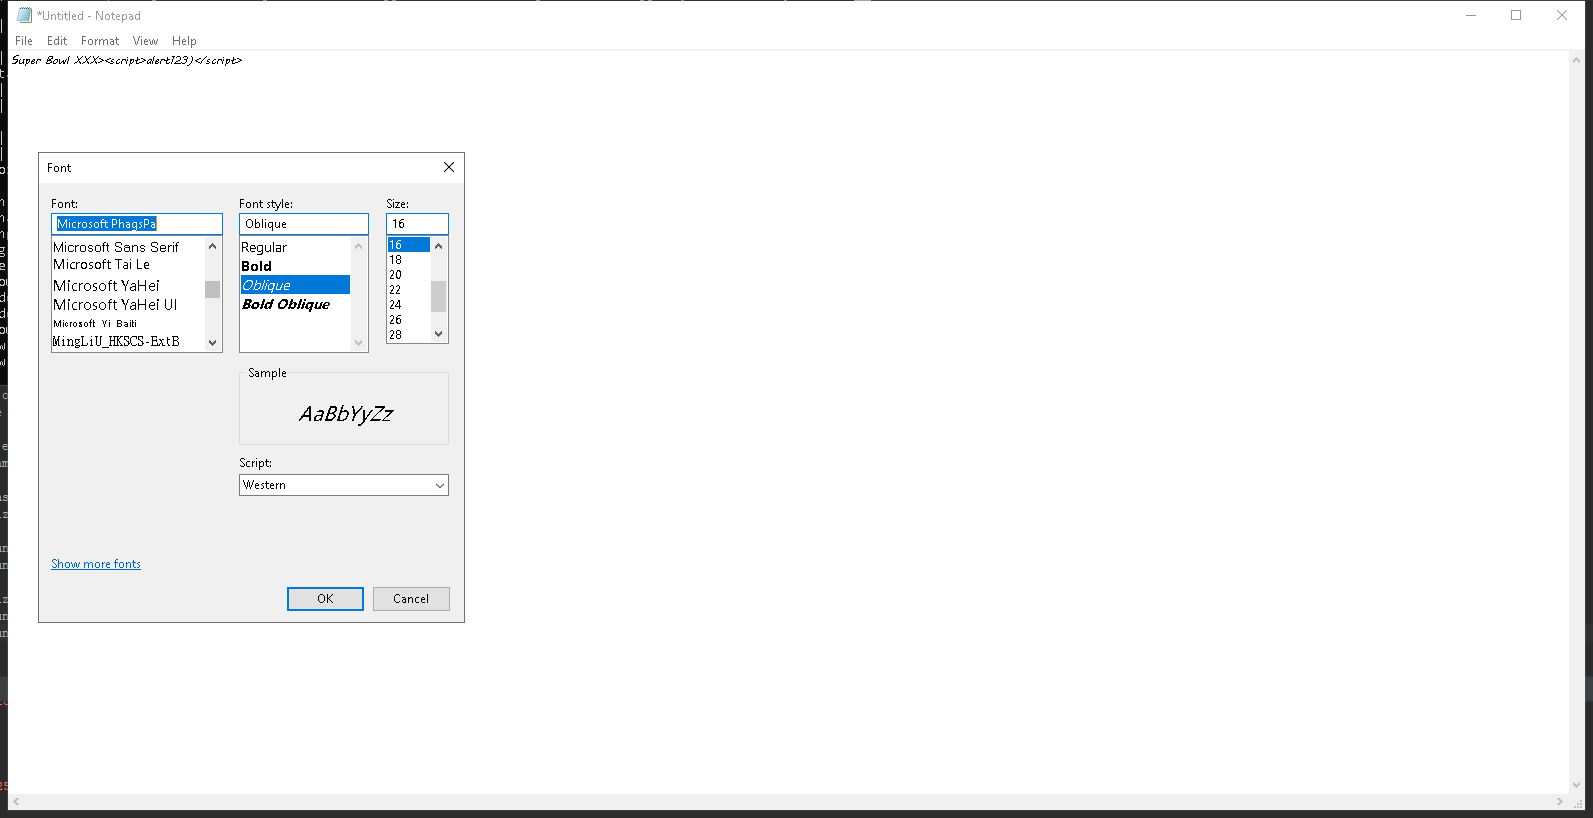 *Untitled - Notepad
File Edit Format View Help
Super Bowl XXX><script>alert123)</script>
Font
Font: Font style: Size:
Microsoft PhagsPa Oblique 16
Microsoft Sans Serif
Microsoft Tai Le
Microsoft YaHei
Microsoft YaHei UI
Microsoft Yi Baiti
MingLiU_HKSCS-ExtB
Regular
Bold
Oblique
Bold Oblique
16
18
20
22
24
26
28
Sample
AaBbYyZz
Script:
Western
Show more fonts
OK Cancel